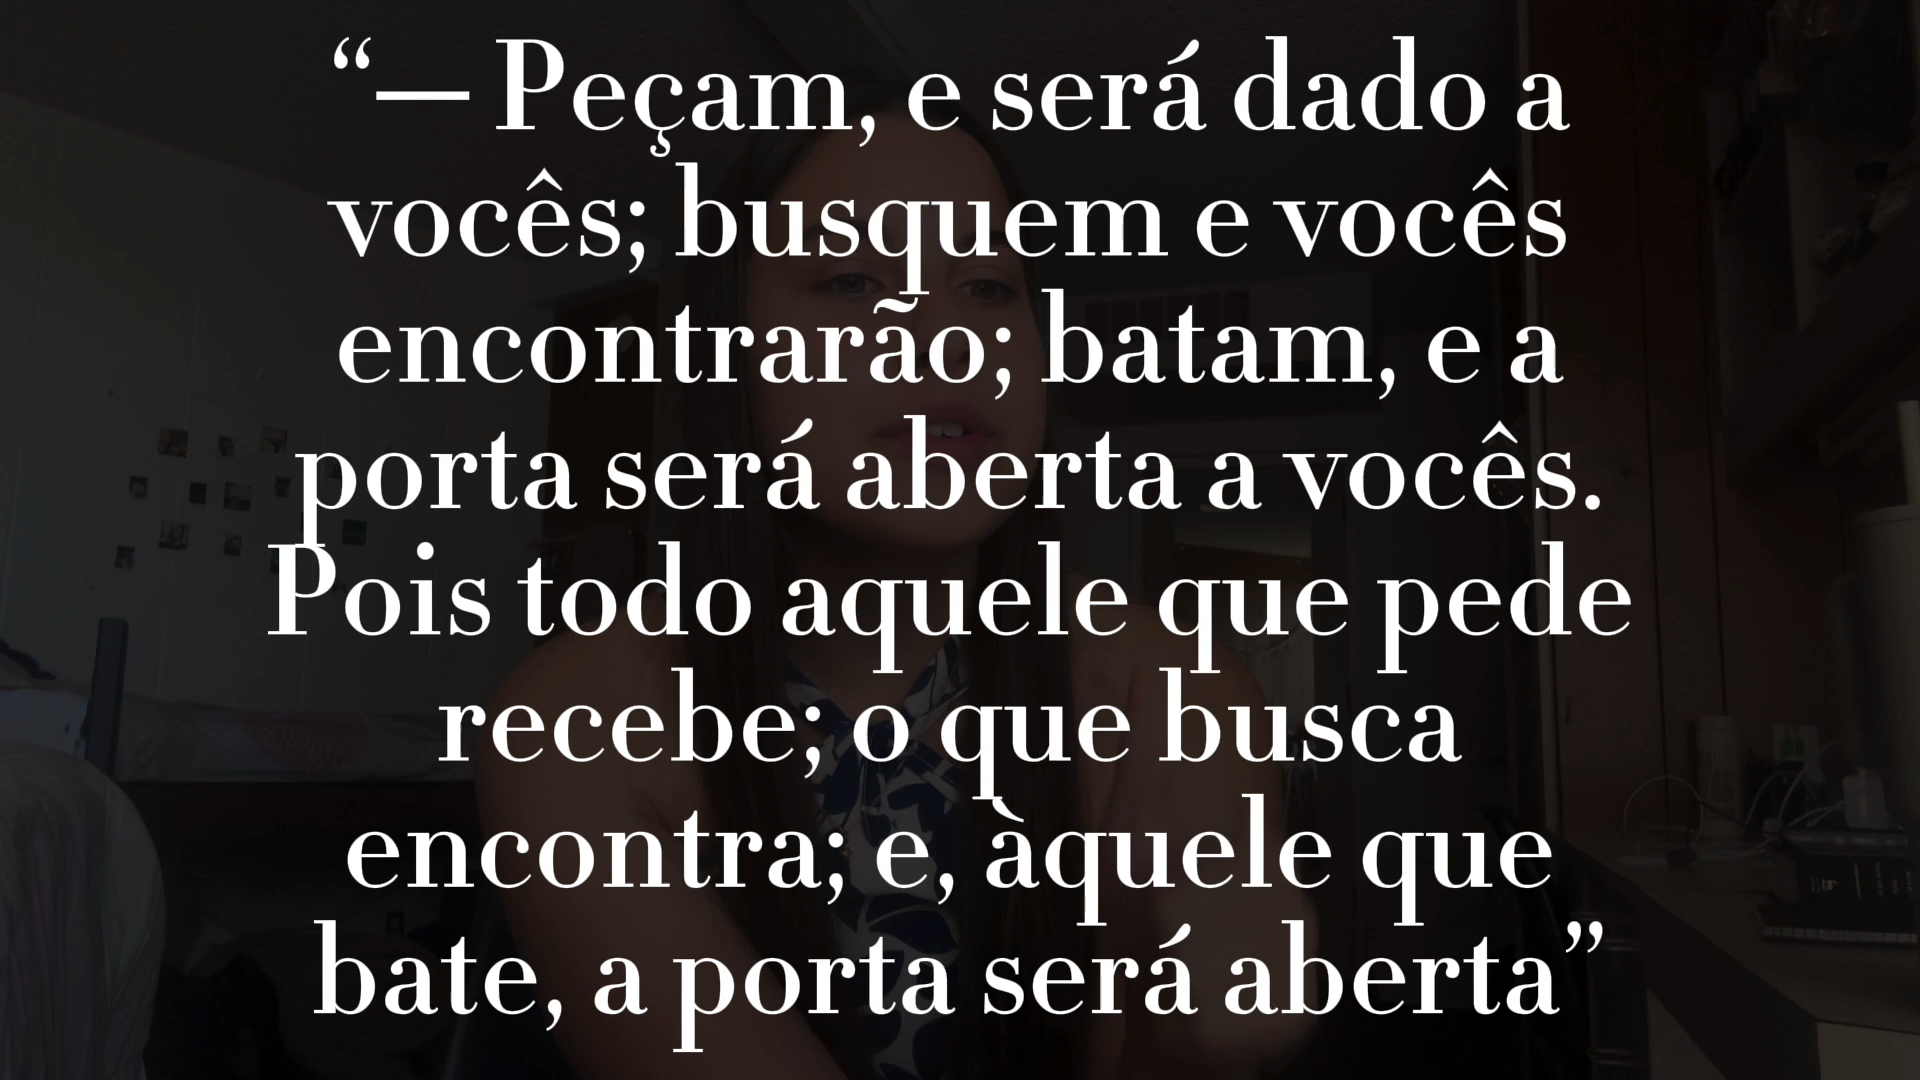 “— Peçam, e será dado a
vocês; busquem e vocês
encontrarão; batam, e a
porta será aberta a vocês.
Pois todo aquele que pede
recebe; o que busca
encontra; e, àquele que
bate, a porta será aberta”